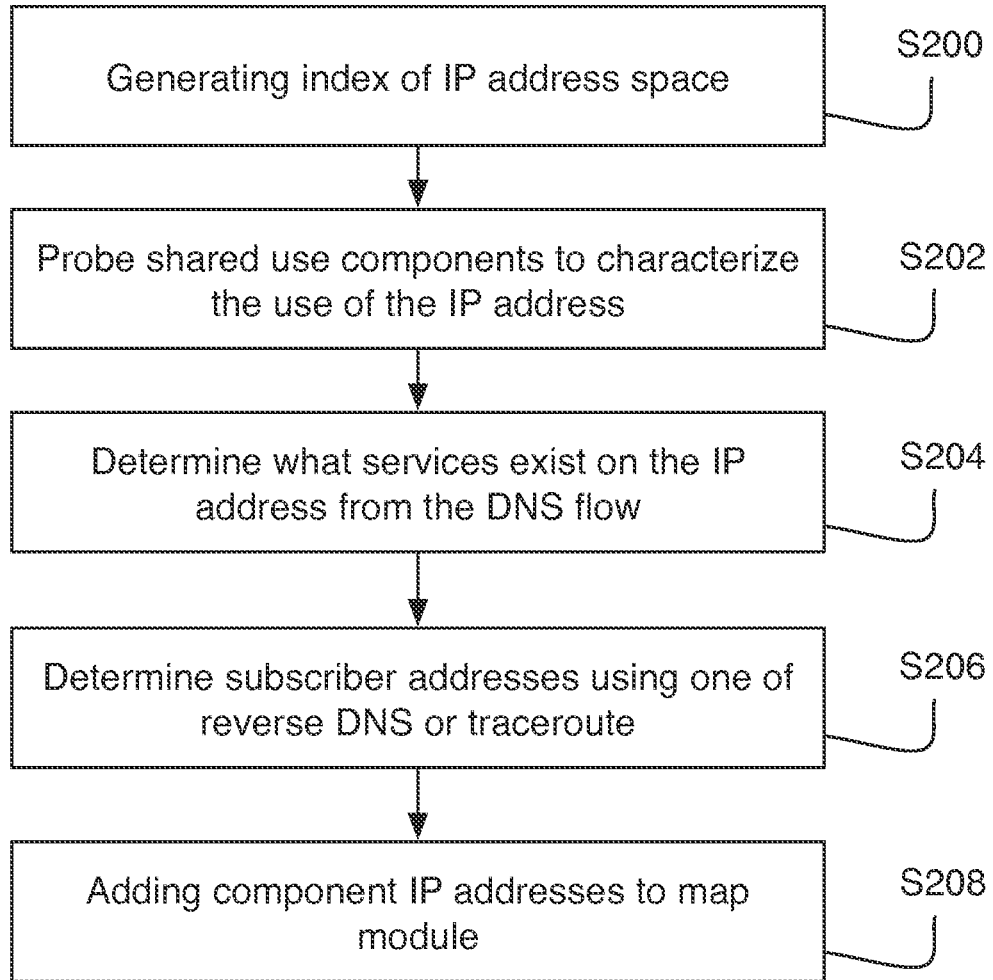 Generating index of IP address space
S200
Probe shared use components to characterize
the use of the IP address
S202
Determine what services exist on the IP
address from the DNS flow
S204
Determine subscriber addresses using one of
reverse DNS or traceroute
S206
Adding component IP addresses to map
module
S208